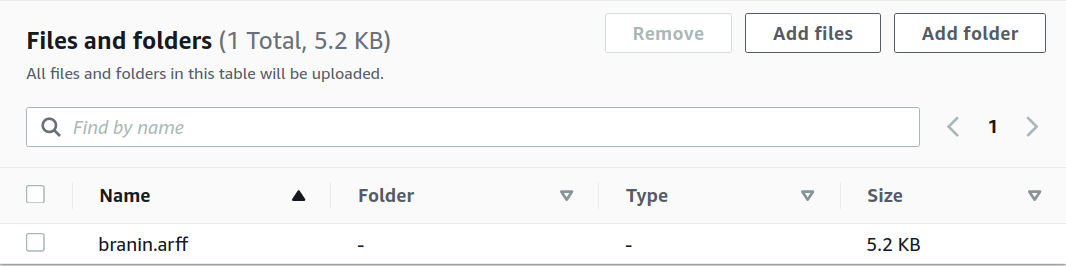 Files and folders (1 Total, 5.2 KB)
Remove
Add files
Add folder
All files and folders in this table will be uploaded.
Find by name
1
Name Folder Type Size
branin.arff - - 5.2 KB